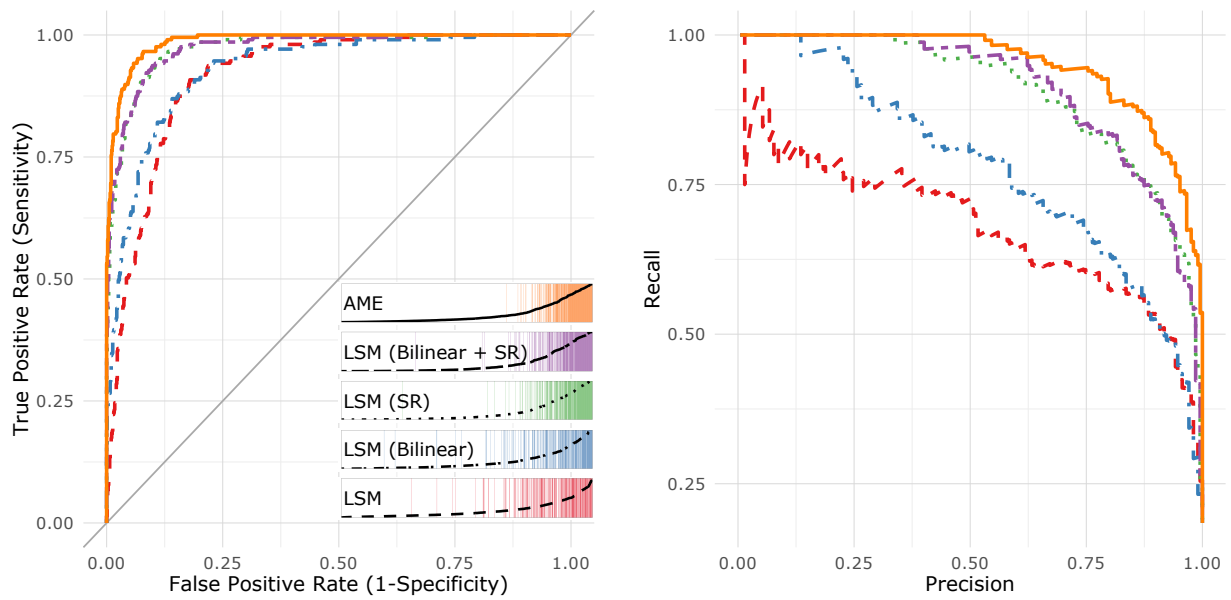 True Positive Rate (Sensitivity)
1.00
0.75
0.50
0.25
0.00
AME
LSM (Bilinear + SR)
LSM (SR)
LSM (Bilinear)
LSM
0.00 0.25 0.50 0.75 1.00
False Positive Rate (1-Specificity)
Recall
1.00
0.75
0.50
0.25
0.00 0.25 0.50 0.75 1.00
Precision